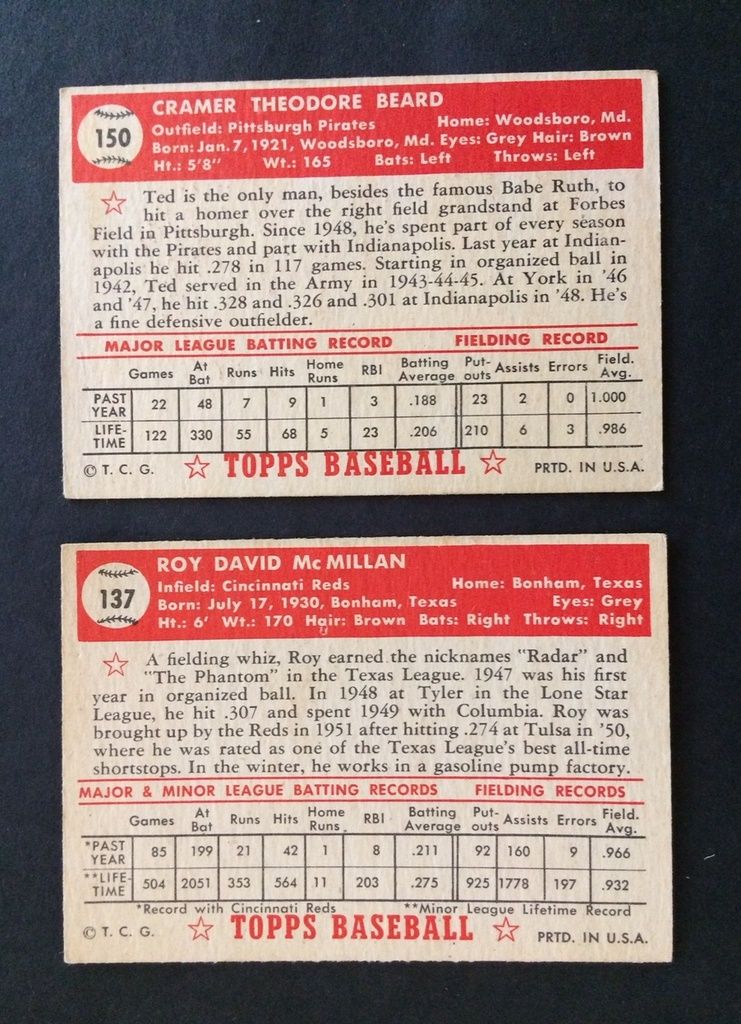 150
CRAMER THEODORE BEARD
Outfield: Pittsburgh Pirates Home: Woodsboro, Md.
Born: Jan. 7, 1921, Woodsboro, Md. Eyes: Grey Hair: Brown
Ht.: 5'8" Wt.: 165 Bats: Left Throws: Left
Ted is the only man, besides the famous Babe Ruth, to
hit a homer over the right field grandstand at Forbes
Field in Pittsburgh. Since 1948, he's spent part of every season
with the Pirates and part with Indianapolis. Last year at Indian-
apolis he hit .278 in 117 games. Starting in organized ball in
1942, Ted served in the Army in 1943-44-45. At York in '46
and '47, he hit .328 and .326 and .301 at Indianapolis in '48. He's
a fine defensive outfielder.
MAJOR LEAGUE BATTING RECORD FIELDING RECORD
Games At Bat Runs Hits Home Runs RBI Batting Average Put-outs Assists Errors Field. Avg.
PAST YEAR 22 48 7 9 1 3 .188 23 2 0 1.000
LIFE-TIME 122 330 55 68 5 23 .206 210 6 3 .986
© T. C. G. TOPPS BASEBALL PRTD. IN U.S.A.
137
ROY DAVID McMILLAN
Infield: Cincinnati Reds Home: Bonham, Texas
Born: July 17, 1930, Bonham, Texas Eyes: Grey
Ht.: 6' Wt.: 170 Hair: Brown Bats: Right Throws: Right
A fielding whiz, Roy earned the nicknames "Radar" and
"The Phantom" in the Texas League. 1947 was his first
year in organized ball. In 1948 at Tyler in the Lone Star
League, he hit .307 and spent 1949 with Columbia. Roy was
brought up by the Reds in 1951 after hitting .274 at Tulsa in '50,
where he was rated as one of the Texas League's best all-time
shortstops. In the winter, he works in a gasoline pump factory.
MAJOR & MINOR LEAGUE BATTING RECORDS FIELDING RECORDS
Games At Bat Runs Hits Home Runs RBI Batting Average Put-outs Assists Errors Field. Avg.
*PAST YEAR 85 199 21 42 1 8 .211 92 160 9 .966
**LIFE-TIME 504 2051 353 564 11 203 .275 925 1778 197 .932
*Record with Cincinnati Reds **Minor League Lifetime Record
© T. C. G. TOPPS BASEBALL PRTD. IN U.S.A.